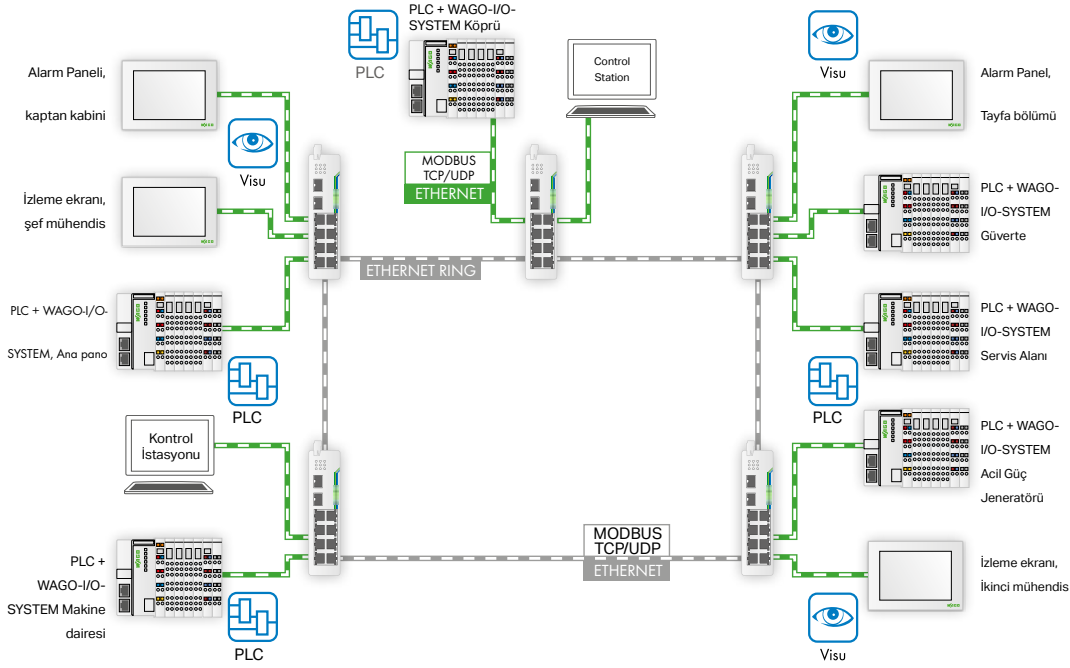 PLC + WAGO-I/O-
SYSTEM Köprü
PLC
Control
Station
Visu
Alarm Paneli,
kaptan kabini
Visu
Alarm Panel,
Tayfa bölümü
MODBUS
TCP/UDP
ETHERNET
İzleme ekranı,
şef mühendis
PLC + WAGO-
I/O-SYSTEM
Güverte
ETHERNET RING
PLC + WAGO-I/O-
SYSTEM, Ana pano
PLC
PLC + WAGO-
I/O-SYSTEM
Servis Alanı
PLC
Kontrol
İstasyonu
PLC + WAGO-
I/O-SYSTEM
Acil Güç
Jeneratörü
MODBUS
TCP/UDP
ETHERNET
PLC +
WAGO-I/O-
SYSTEM Makine
dairesi
PLC
İzleme ekranı,
İkinci mühendis
Visu